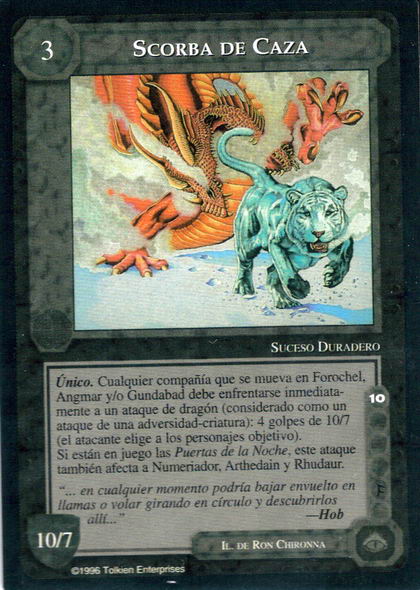 3
SCORBA DE CAZA
SUCESO DURADERO
Único. Cualquier compañía que se mueva en Forochel,
Angmar y/o Gundabad debe enfrentarse inmediata-
mente a un ataque de dragón (considerado como un
ataque de una adversidad-criatura): 4 golpes de 10/7
(el atacante elige a los personajes objetivo).
Si están en juego las Puertas de la Noche, este ataque
también afecta a Numeriador, Arthedain y Rhudaur.
10
"... en cualquier momento podría bajar envuelto en
llamas o volar girando en círculo y descubrirlos
allí..." —Hob
10/7
IL. DE RON CHIRONNA
©1996 Tolkien Enterprises